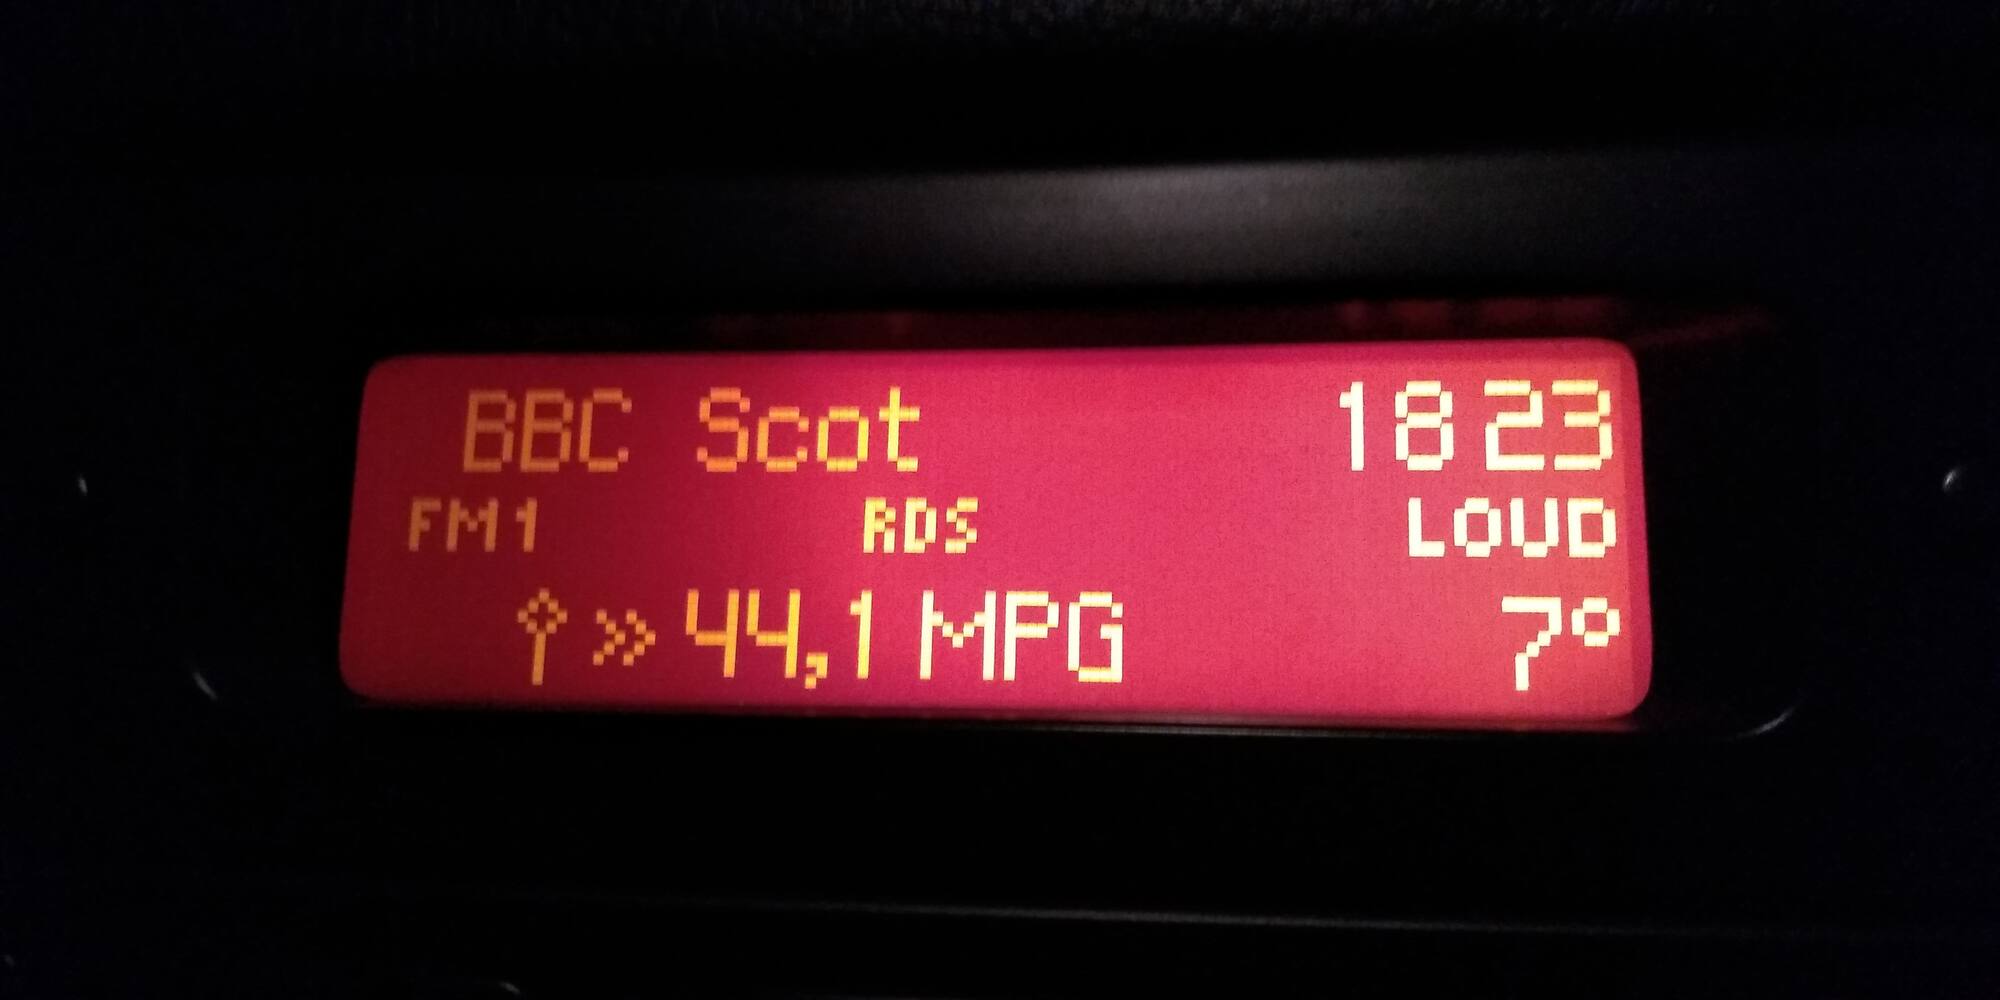 BBC Scot 18 23
FM1 RDS LOUD
» 44,1 MPG 7°